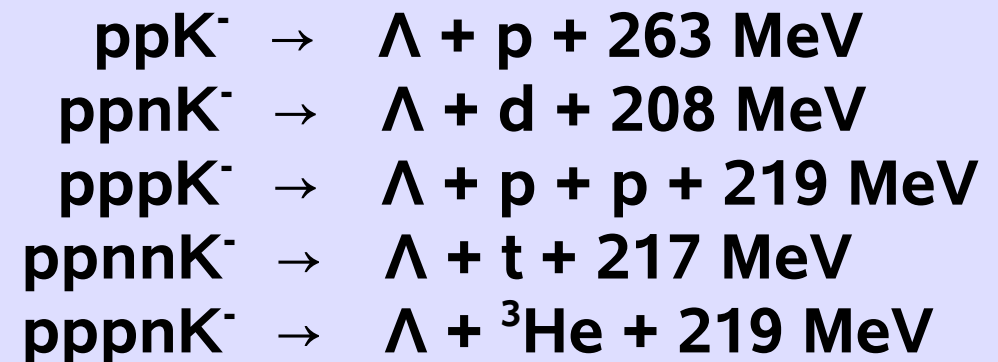 ppK⁻ → Λ + p + 263 MeV
ppnK⁻ → Λ + d + 208 MeV
pppK⁻ → Λ + p + p + 219 MeV
ppnnK⁻ → Λ + t + 217 MeV
pppnK⁻ → Λ + ³He + 219 MeV